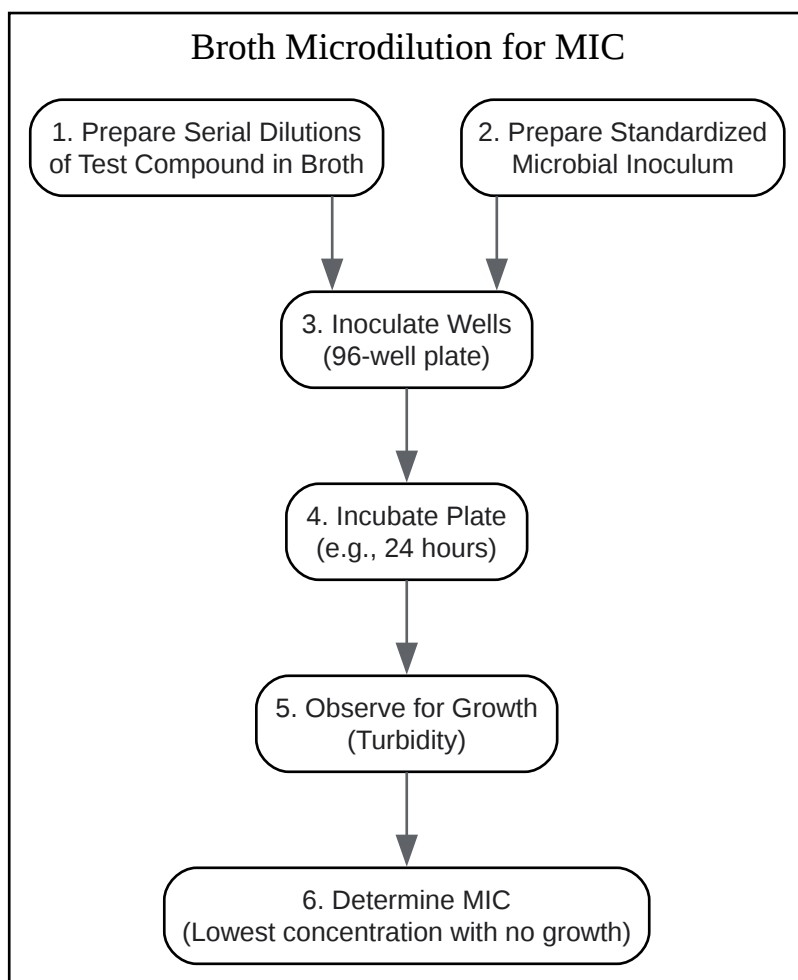 Broth Microdilution for MIC
1. Prepare Serial Dilutions
of Test Compound in Broth
2. Prepare Standardized
Microbial Inoculum
3. Inoculate Wells
(96-well plate)
4. Incubate Plate
(e.g., 24 hours)
5. Observe for Growth
(Turbidity)
6. Determine MIC
(Lowest concentration with no growth)